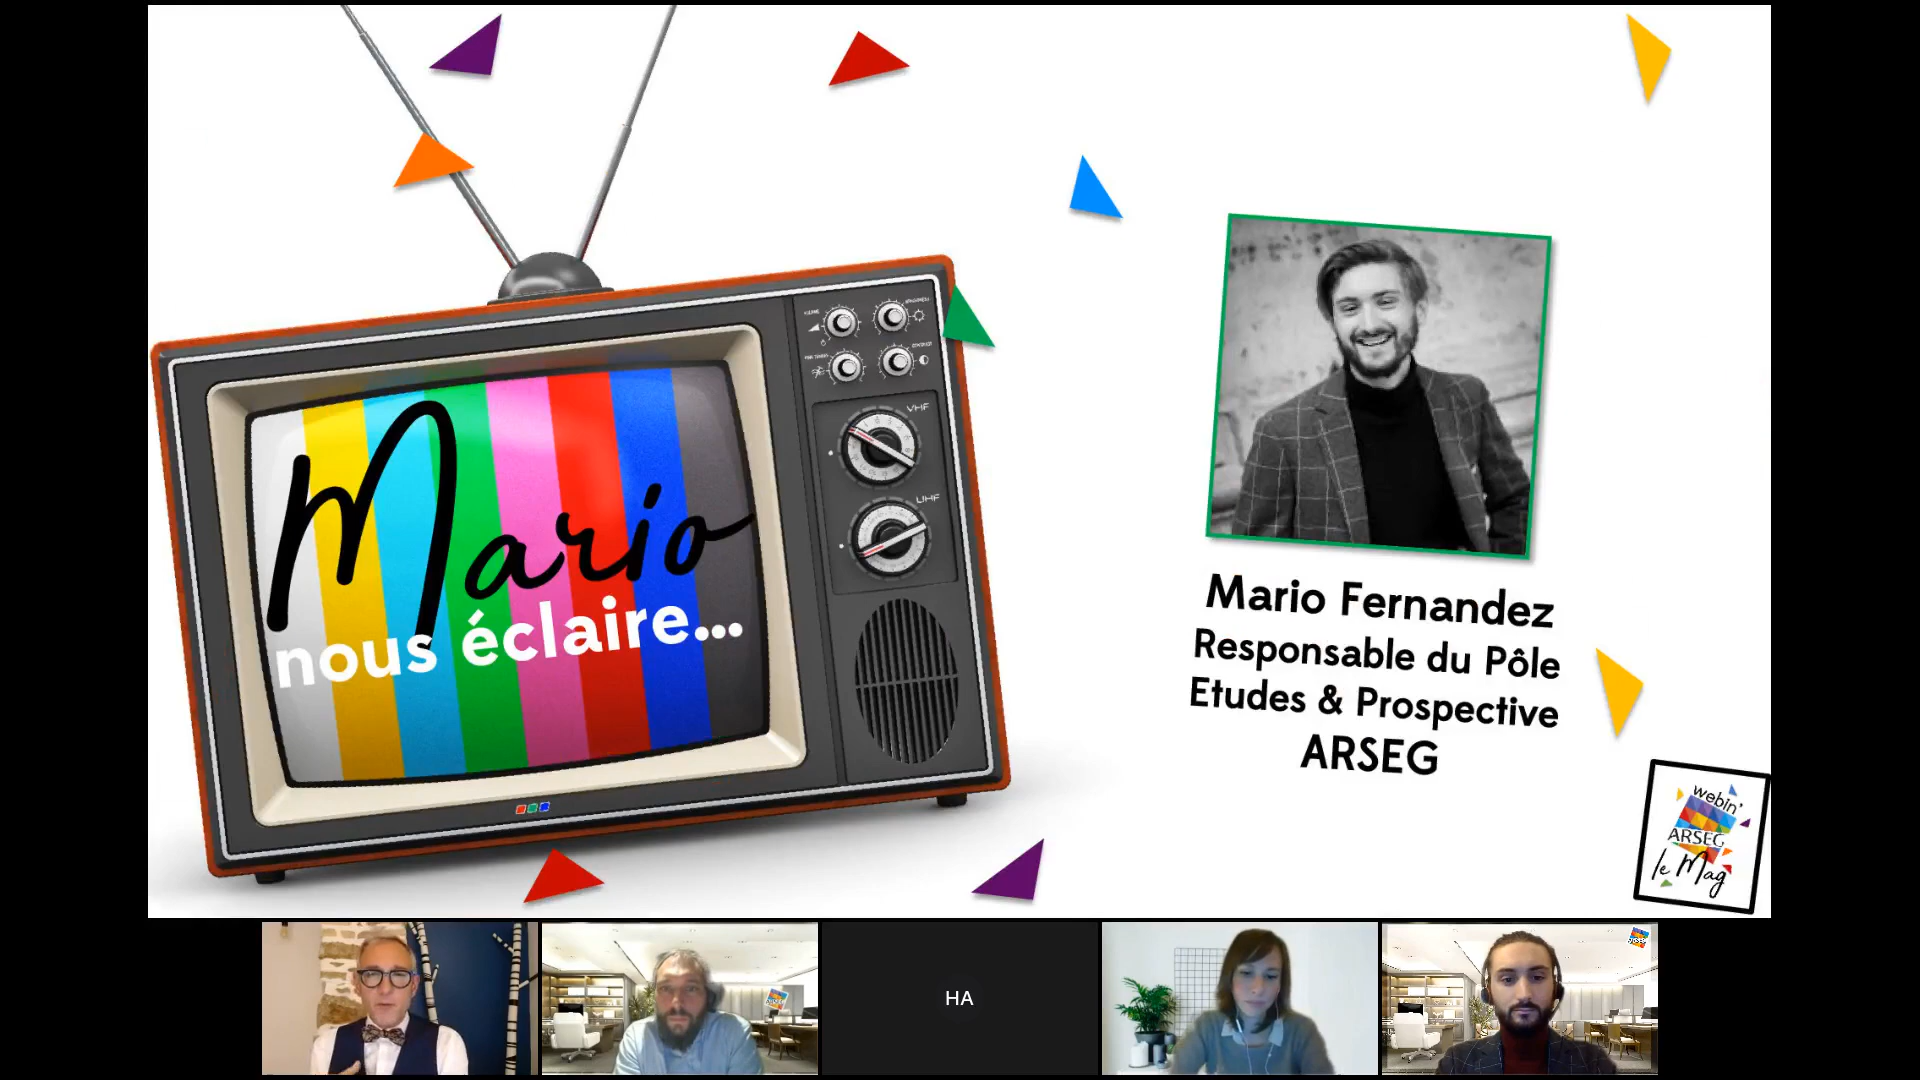 Mario
nous éclaire...
VHF
UHF
Mario Fernandez
Responsable du Pôle
Etudes & Prospective
ARSEG
webin'
ARSEG
le Mag
HA